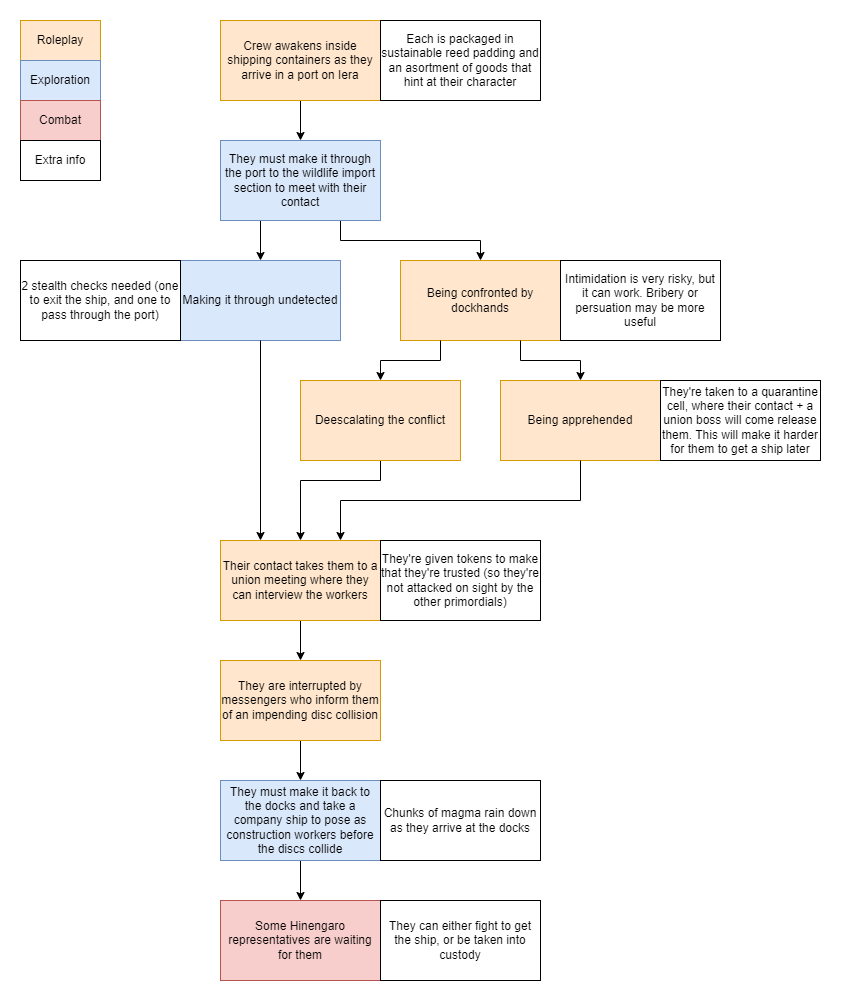 Roleplay
Exploration
Combat
Extra info
Crew awakens inside
shipping containers as they
arrive in a port on Iera
Each is packaged in
sustainable reed padding and
an asortment of goods that
hint at their character
They must make it through
the port to the wildlife import
section to meet with their
contact
2 stealth checks needed (one
to exit the ship, and one to
pass through the port)
Making it through undetected
Being confronted by
dockhands
Intimidation is very risky, but
it can work. Bribery or
persuation may be more
useful
Deescalating the conflict
Being apprehended
They're taken to a quarantine
cell, where their contact + a
union boss will come release
them. This will make it harder
for them to get a ship later
Their contact takes them to a
union meeting where they
can interview the workers
They're given tokens to make
that they're trusted (so they're
not attacked on sight by the
other primordials)
They are interrupted by
messengers who inform them
of an impending disc collision
They must make it back to
the docks and take a
company ship to pose as
construction workers before
the discs collide
Chunks of magma rain down
as they arrive at the docks
Some Hinengaro
representatives are waiting
for them
They can either fight to get
the ship, or be taken into
custody